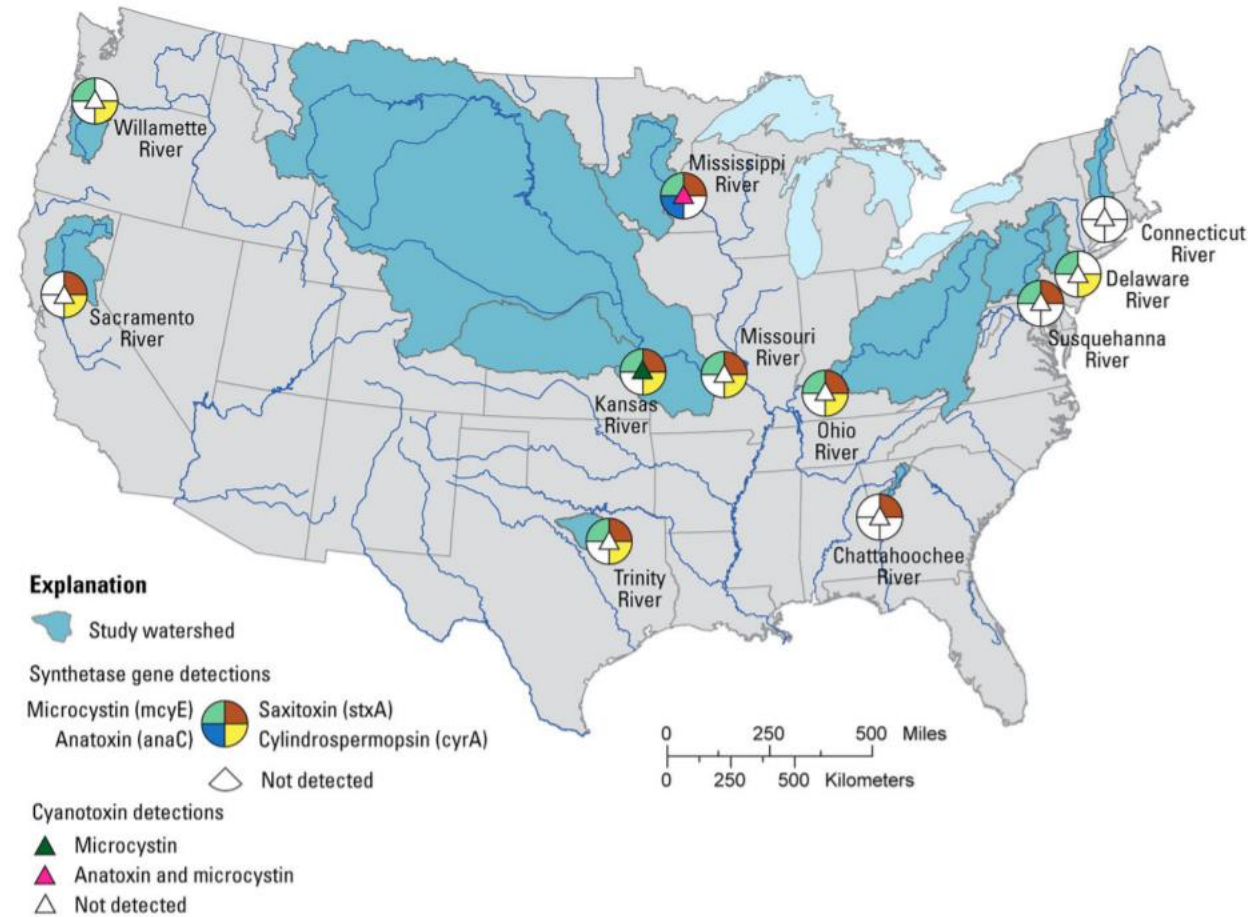 Willamette
River
Mississippi
River
Connecticut
River
Delaware
River
Susquehanna
River
Sacramento
River
Missouri
River
Kansas
River
Ohio
River
Chattahoochee
River
Trinity
River
Explanation
Study watershed
Synthetase gene detections
Microcystin (mcyE)
Saxitoxin (stxA)
Anatoxin (anaC)
Cylindrospermopsin (cyrA)
Not detected
Cyanotoxin detections
Microcystin
Anatoxin and microcystin
Not detected
0 250 500 Miles
0 250 500 Kilometers